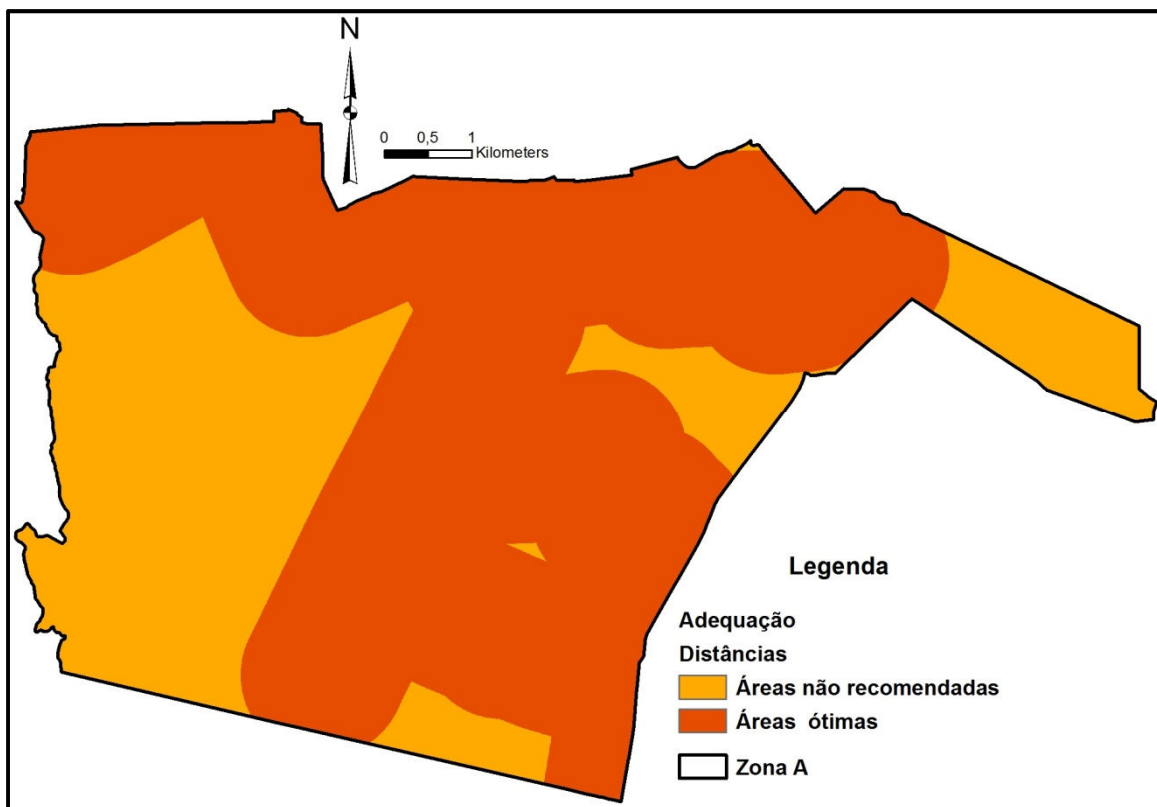 N
0 0,5 1
Kilometers
Legenda
Adequação
Distâncias
Áreas não recomendadas
Áreas ótimas
Zona A